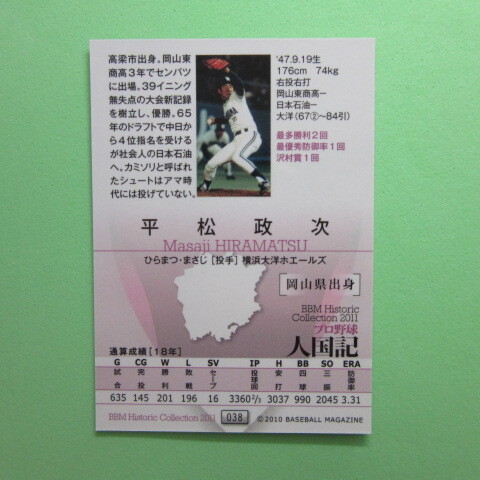 高梁市出身。岡山東
商高３年でセンバツ
に出場。39イニング
無失点の大会新記録
を樹立し、優勝。65年
のドラフトで中日か
ら４位指名を受ける
が社会人の日本石油
へ。カミソリと呼ばれ
たシュートはアマ時
代には投げていない。
'47.9.19生
176cm 74kg
右投右打
岡山東商高―
日本石油―
大洋(67②〜84引)
最多勝利２回
最優秀防御率１回
沢村賞１回
平松政次
Masaji HIRAMATSU
ひらまつ・まさじ［投手］横浜大洋ホエールズ
［岡山県出身］
BBM Historic
Collection 2011
プロ野球
人国記
通算成績［18年］
G CG W L SV IP H BB SO ERA
試合 完投 勝利 敗戦 セーブ 投球回 安打 四球 三振 防御率
635 145 201 196 16 3360 2/3 3037 990 2045 3.31
BBM Historic Collection 2011 038 ©2010 BASEBALL MAGAZINE